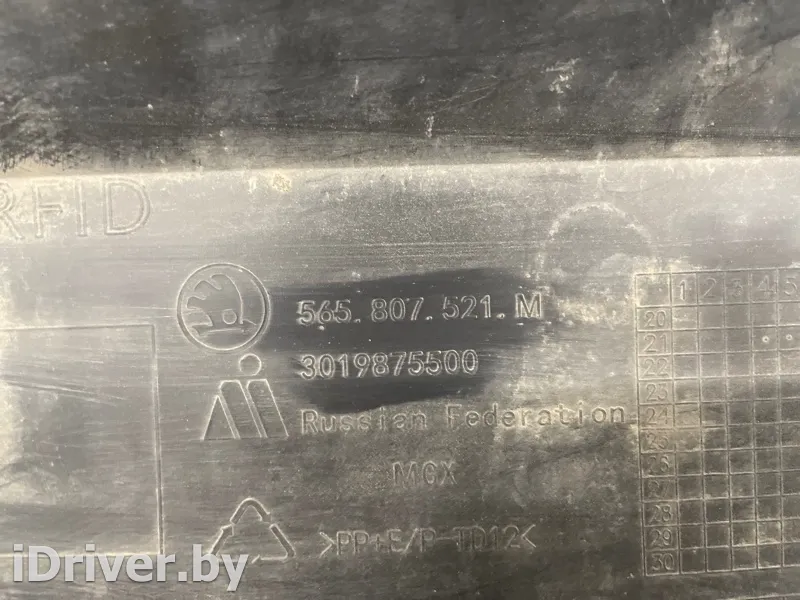 RFID
565.807.521.M
3019875500
Russian Federation
MGX
>PP+E/P-TD12<
1 2 3 4 5
20
21
22
23
24
25
26
27
28
29
30
iDriver.by